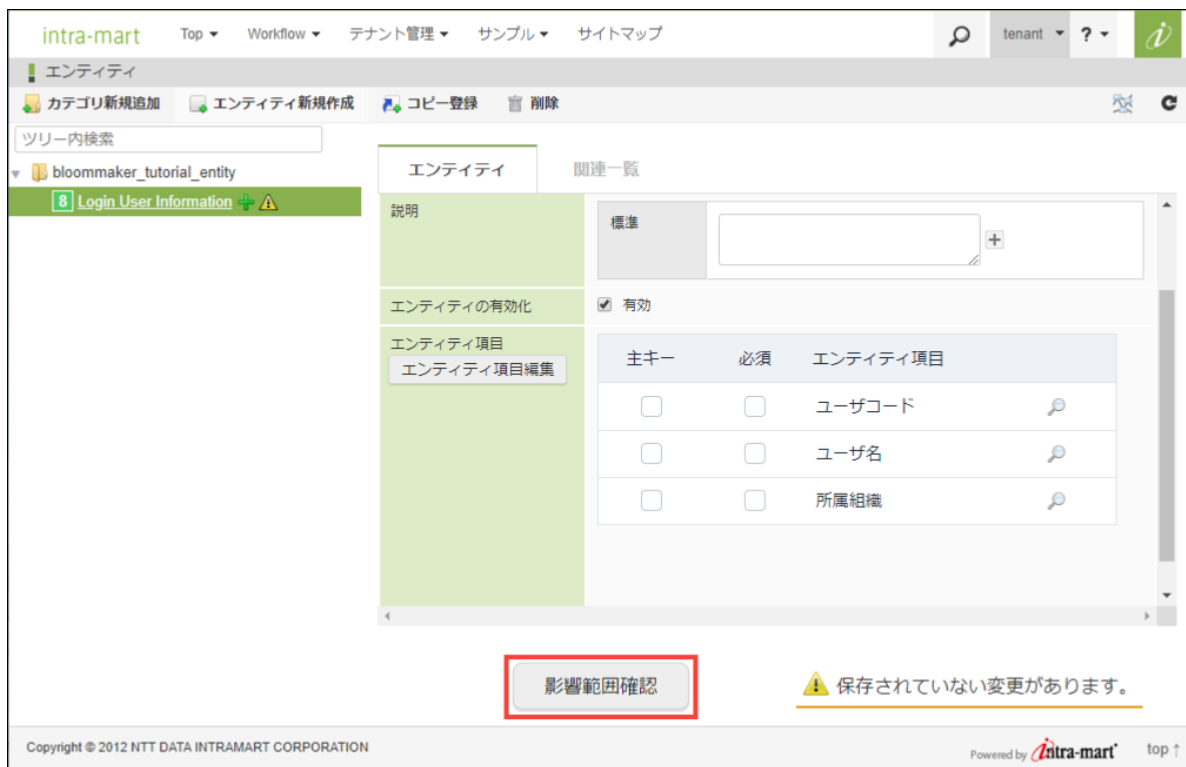 intra-mart Top Workflow テナント管理 サンプル サイトマップ tenant ?
エンティティ
カテゴリ新規追加 エンティティ新規作成 コピー登録 削除
ツリー内検索
bloommaker_tutorial_entity
8 Login User Information
エンティティ 関連一覧
説明
標準
エンティティの有効化
有効
エンティティ項目
エンティティ項目編集
主キー 必須 エンティティ項目
ユーザコード
ユーザ名
所属組織
影響範囲確認
保存されていない変更があります。
Copyright © 2012 NTT DATA INTRAMART CORPORATION
Powered by intra-mart
top ↑